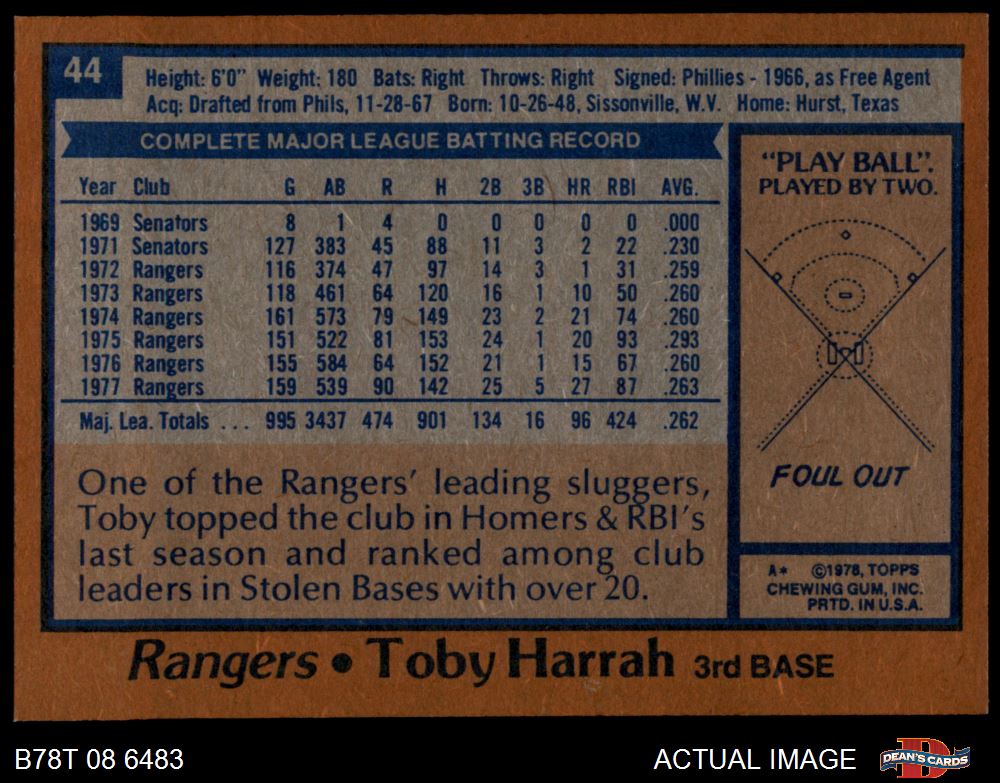 44
Height: 6'0" Weight: 180 Bats: Right Throws: Right Signed: Phillies - 1966, as Free Agent
Acq: Drafted from Phils, 11-28-67 Born: 10-26-48, Sissonville, W.V. Home: Hurst, Texas
COMPLETE MAJOR LEAGUE BATTING RECORD
Year Club G AB R H 2B 3B HR RBI AVG.
1969 Senators 8 1 4 0 0 0 0 0 .000
1971 Senators 127 383 45 88 11 3 2 22 .230
1972 Rangers 116 374 47 97 14 3 1 31 .259
1973 Rangers 118 461 64 120 16 1 10 50 .260
1974 Rangers 161 573 79 149 23 2 21 74 .260
1975 Rangers 151 522 81 153 24 1 20 93 .293
1976 Rangers 155 584 64 152 21 1 15 67 .260
1977 Rangers 159 539 90 142 25 5 27 87 .263
Maj. Lea. Totals ... 995 3437 474 901 134 16 96 424 .262
One of the Rangers' leading sluggers,
Toby topped the club in Homers & RBI's
last season and ranked among club
leaders in Stolen Bases with over 20.
"PLAY BALL".
PLAYED BY TWO.
FOUL OUT
A* ©1978, TOPPS
CHEWING GUM, INC.
PRTD. IN U.S.A.
Rangers • Toby Harrah 3rd BASE
B78T 08 6483
ACTUAL IMAGE
DEAN'S CARDS